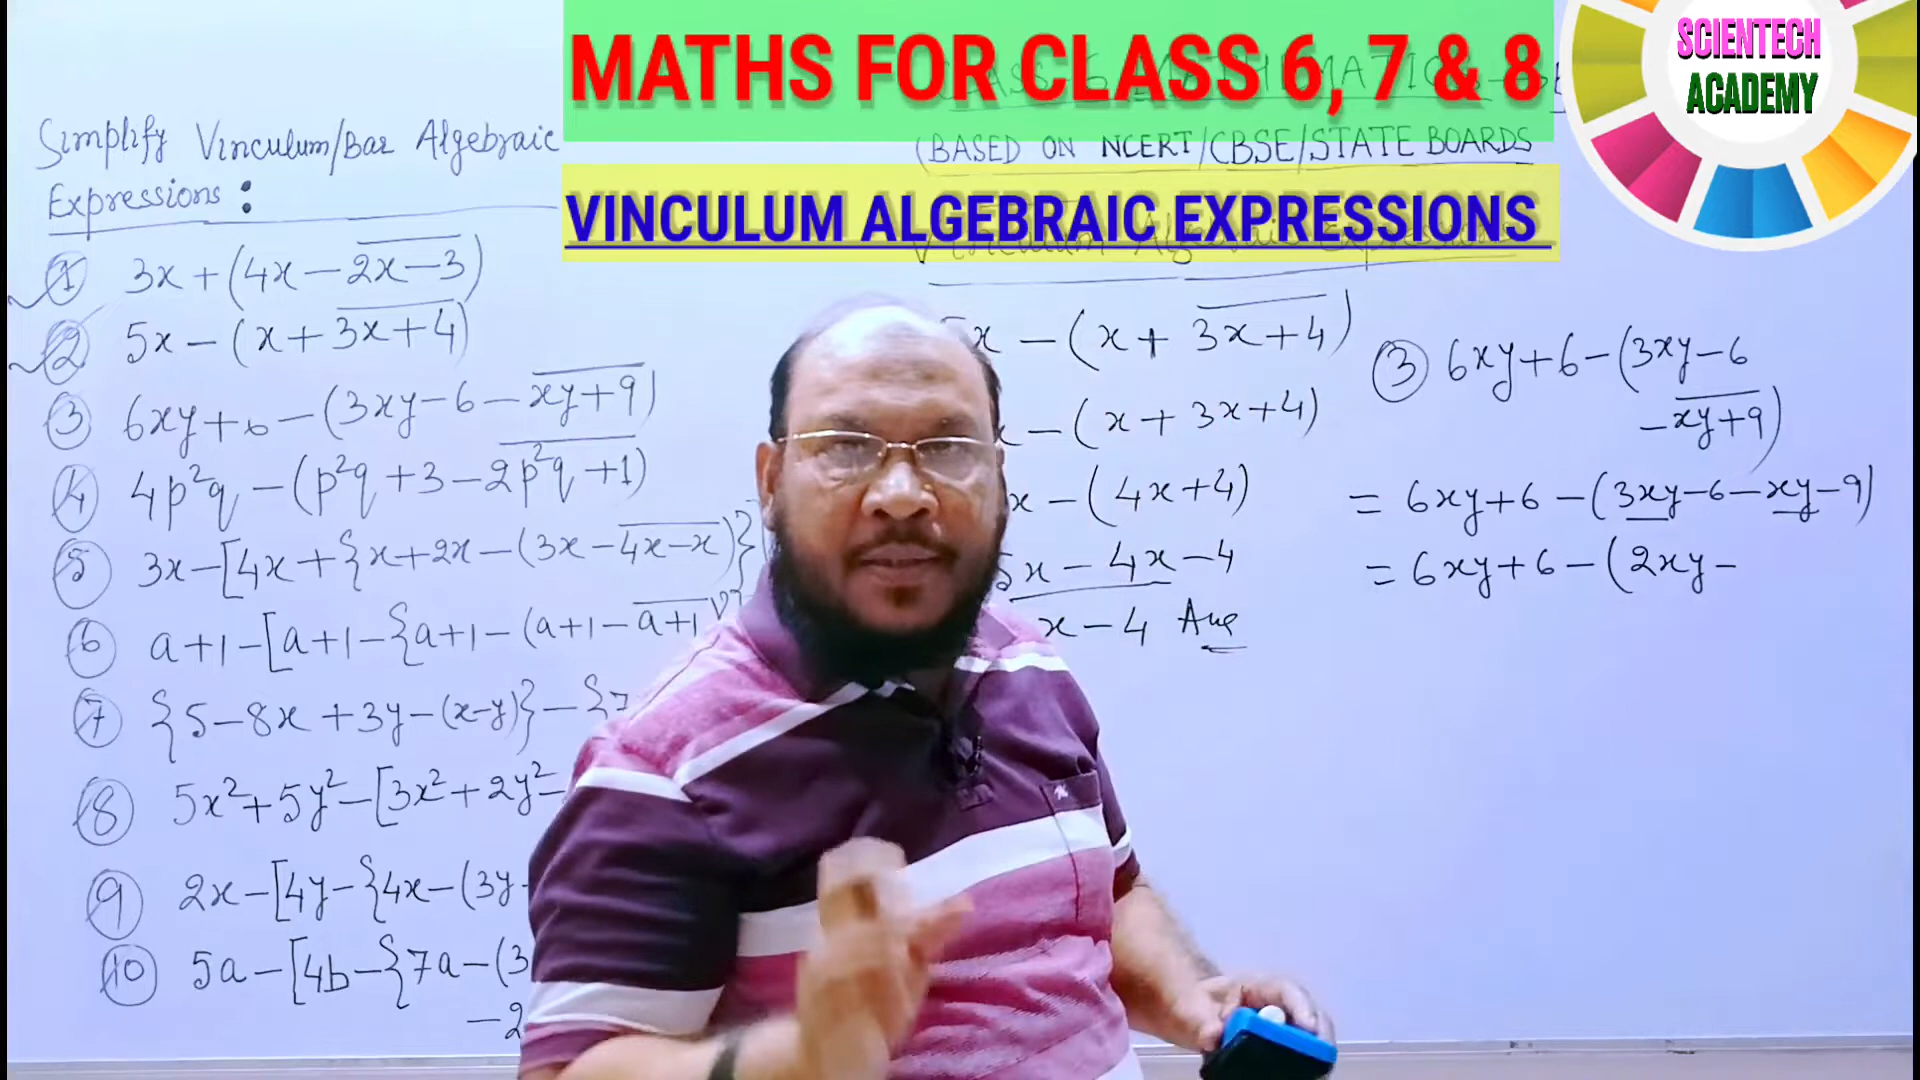 MATHS FOR CLASS 6, 7 & 8
SCIENTECH
ACADEMY
(BASED ON NCERT/CBSE/STATE BOARDS
VINCULUM ALGEBRAIC EXPRESSIONS
Simplify Vinculum/Bar Algebraic
Expressions :
① 3x + (4x − 2x − 3)
② 5x − (x + 3x + 4)
③ 6xy + 6 − (3xy − 6 − xy + 9)
④ 4p²q − (p²q + 3 − 2p²q + 1)
⑤ 3x − [4x + {x + 2x − (3x − 4x − x)}
⑥ a + 1 − [a + 1 − {a + 1 − (a + 1 − a + 1)}
⑦ {5 − 8x + 3y − (x − y)} − {7
⑧ 5x² + 5y² − [3x² + 2y² −
⑨ 2x − [4y − {4x − (3y −
⑩ 5a − [4b − {7a − (3
− 2
x − (x + 3x + 4)
x − (x + 3x + 4)
x − (4x + 4)
5x − 4x − 4
x − 4 Ans
③ 6xy + 6 − (3xy − 6
− xy + 9)
= 6xy + 6 − (3xy − 6 − xy − 9)
= 6xy + 6 − (2xy −